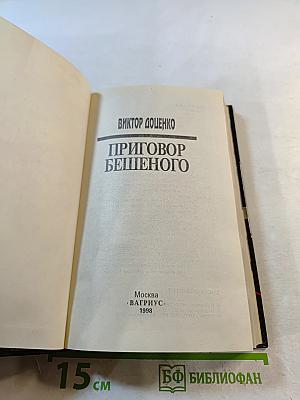 ВИКТОР ДОЦЕНКО
ПРИГОВОР
БЕШЕНОГО
Москва
«ВАГРИУС»
1998
15 см
БФ БИБЛИОФАН